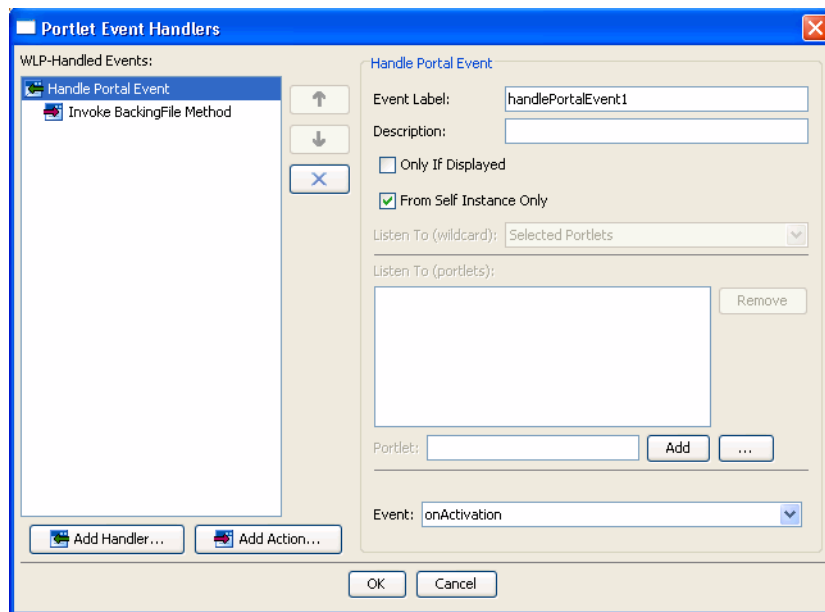 Portlet Event Handlers
WLP-Handled Events:
Handle Portal Event
Invoke BackingFile Method
Add Handler...
Add Action...
Handle Portal Event
Event Label: handlePortalEvent1
Description:
Only If Displayed
From Self Instance Only
Listen To (wildcard): Selected Portlets
Listen To (portlets):
Remove
Portlet: Add ...
Event: onActivation
OK Cancel